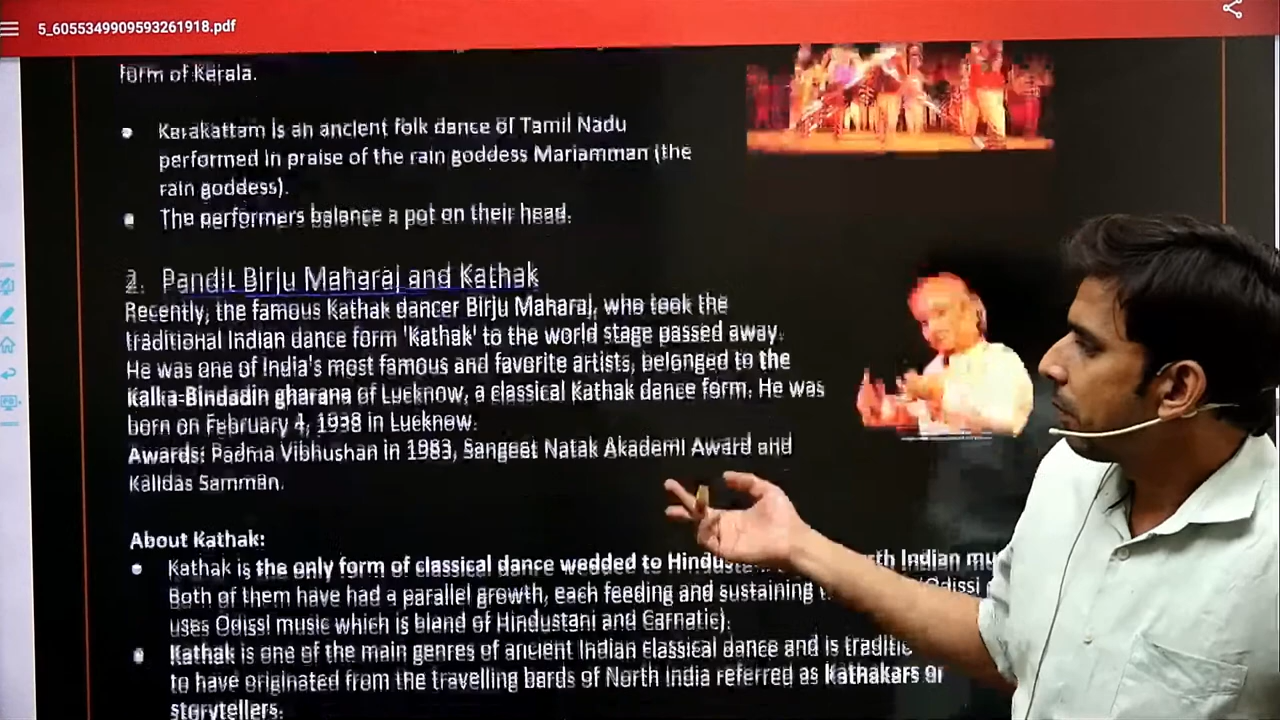 5_6055349909593261918.pdf
form of Kerala.
Karakattam is an ancient folk dance of Tamil Nadu
performed in praise of the rain goddess Mariamman (the
rain goddess).
The performers balance a pot on their head.
2. Pandit Birju Maharaj and Kathak
Recently, the famous Kathak dancer Birju Maharaj, who took the
traditional Indian dance form 'Kathak' to the world stage passed away.
He was one of India's most famous and favorite artists, belonged to the
Kalka-Bindadin gharana of Lucknow, a classical Kathak dance form. He was
born on February 4, 1938 in Lucknow.
Awards: Padma Vibhushan in 1983, Sangeet Natak Akademi Award and
Kalidas Samman.
About Kathak:
Kathak is the only form of classical dance wedded to Indian
Both of them have had a parallel growth, each feeding and sustaining (Odissi
uses Odissi music which is blend of Hindustani and Carnatic).
Kathak is one of the main genres of ancient Indian classical dance and is
to have originated from the travelling bards of North India referred as kathakars or
storytellers.